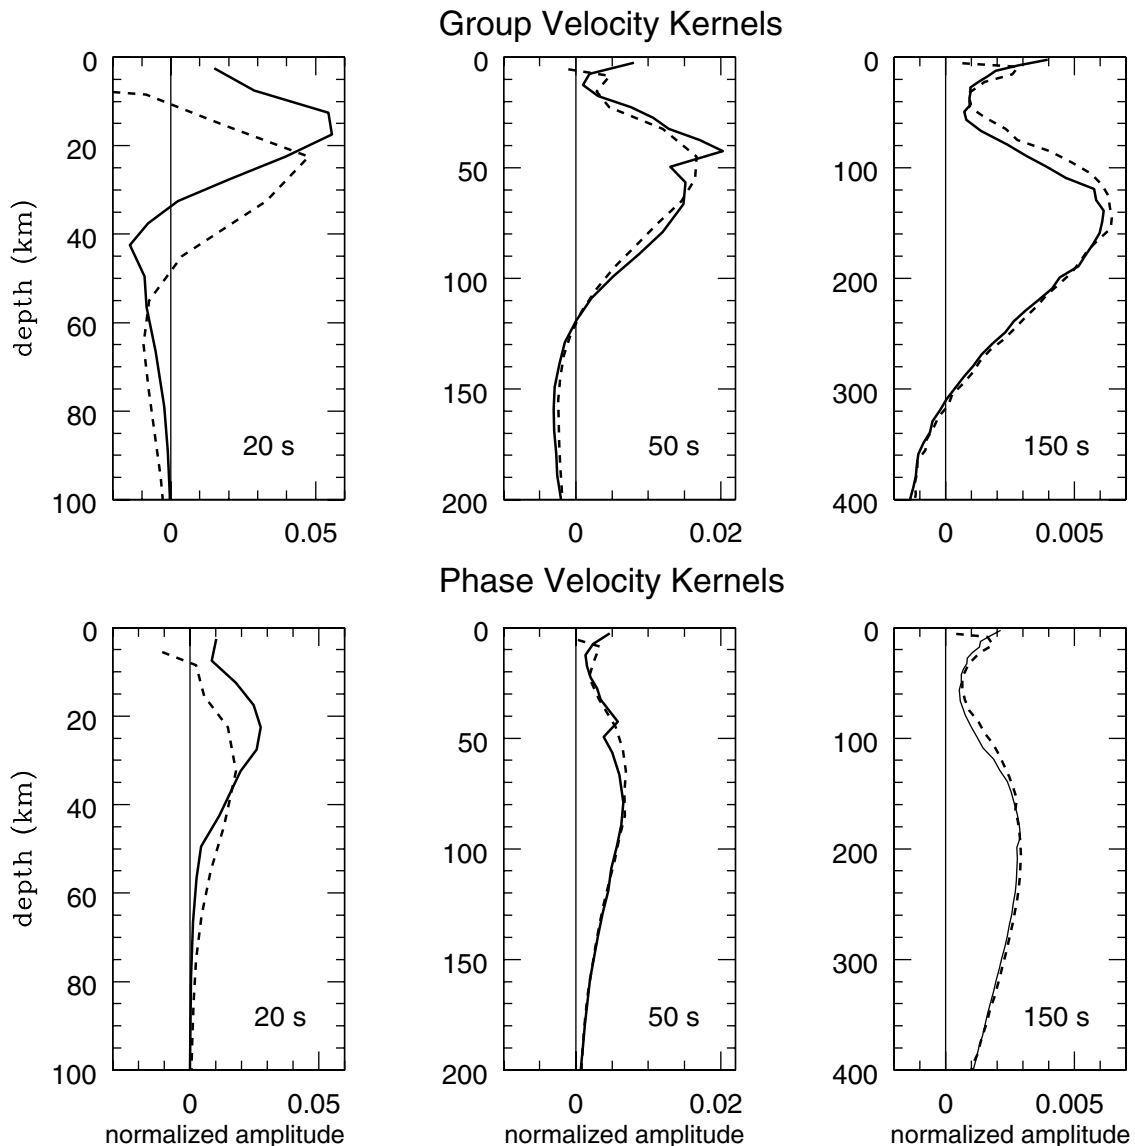 Group Velocity Kernels
0 0 0
20 50 100
40 100 200
60 150 300
80 200 400
100
depth (km)
20 s 50 s 150 s
0 0.05 0 0.02 0 0.005
Phase Velocity Kernels
0 0 0
20 50 100
40 100 200
60 150 300
80 200 400
100
depth (km)
20 s 50 s 150 s
0 0.05 0 0.02 0 0.005
normalized amplitude normalized amplitude normalized amplitude